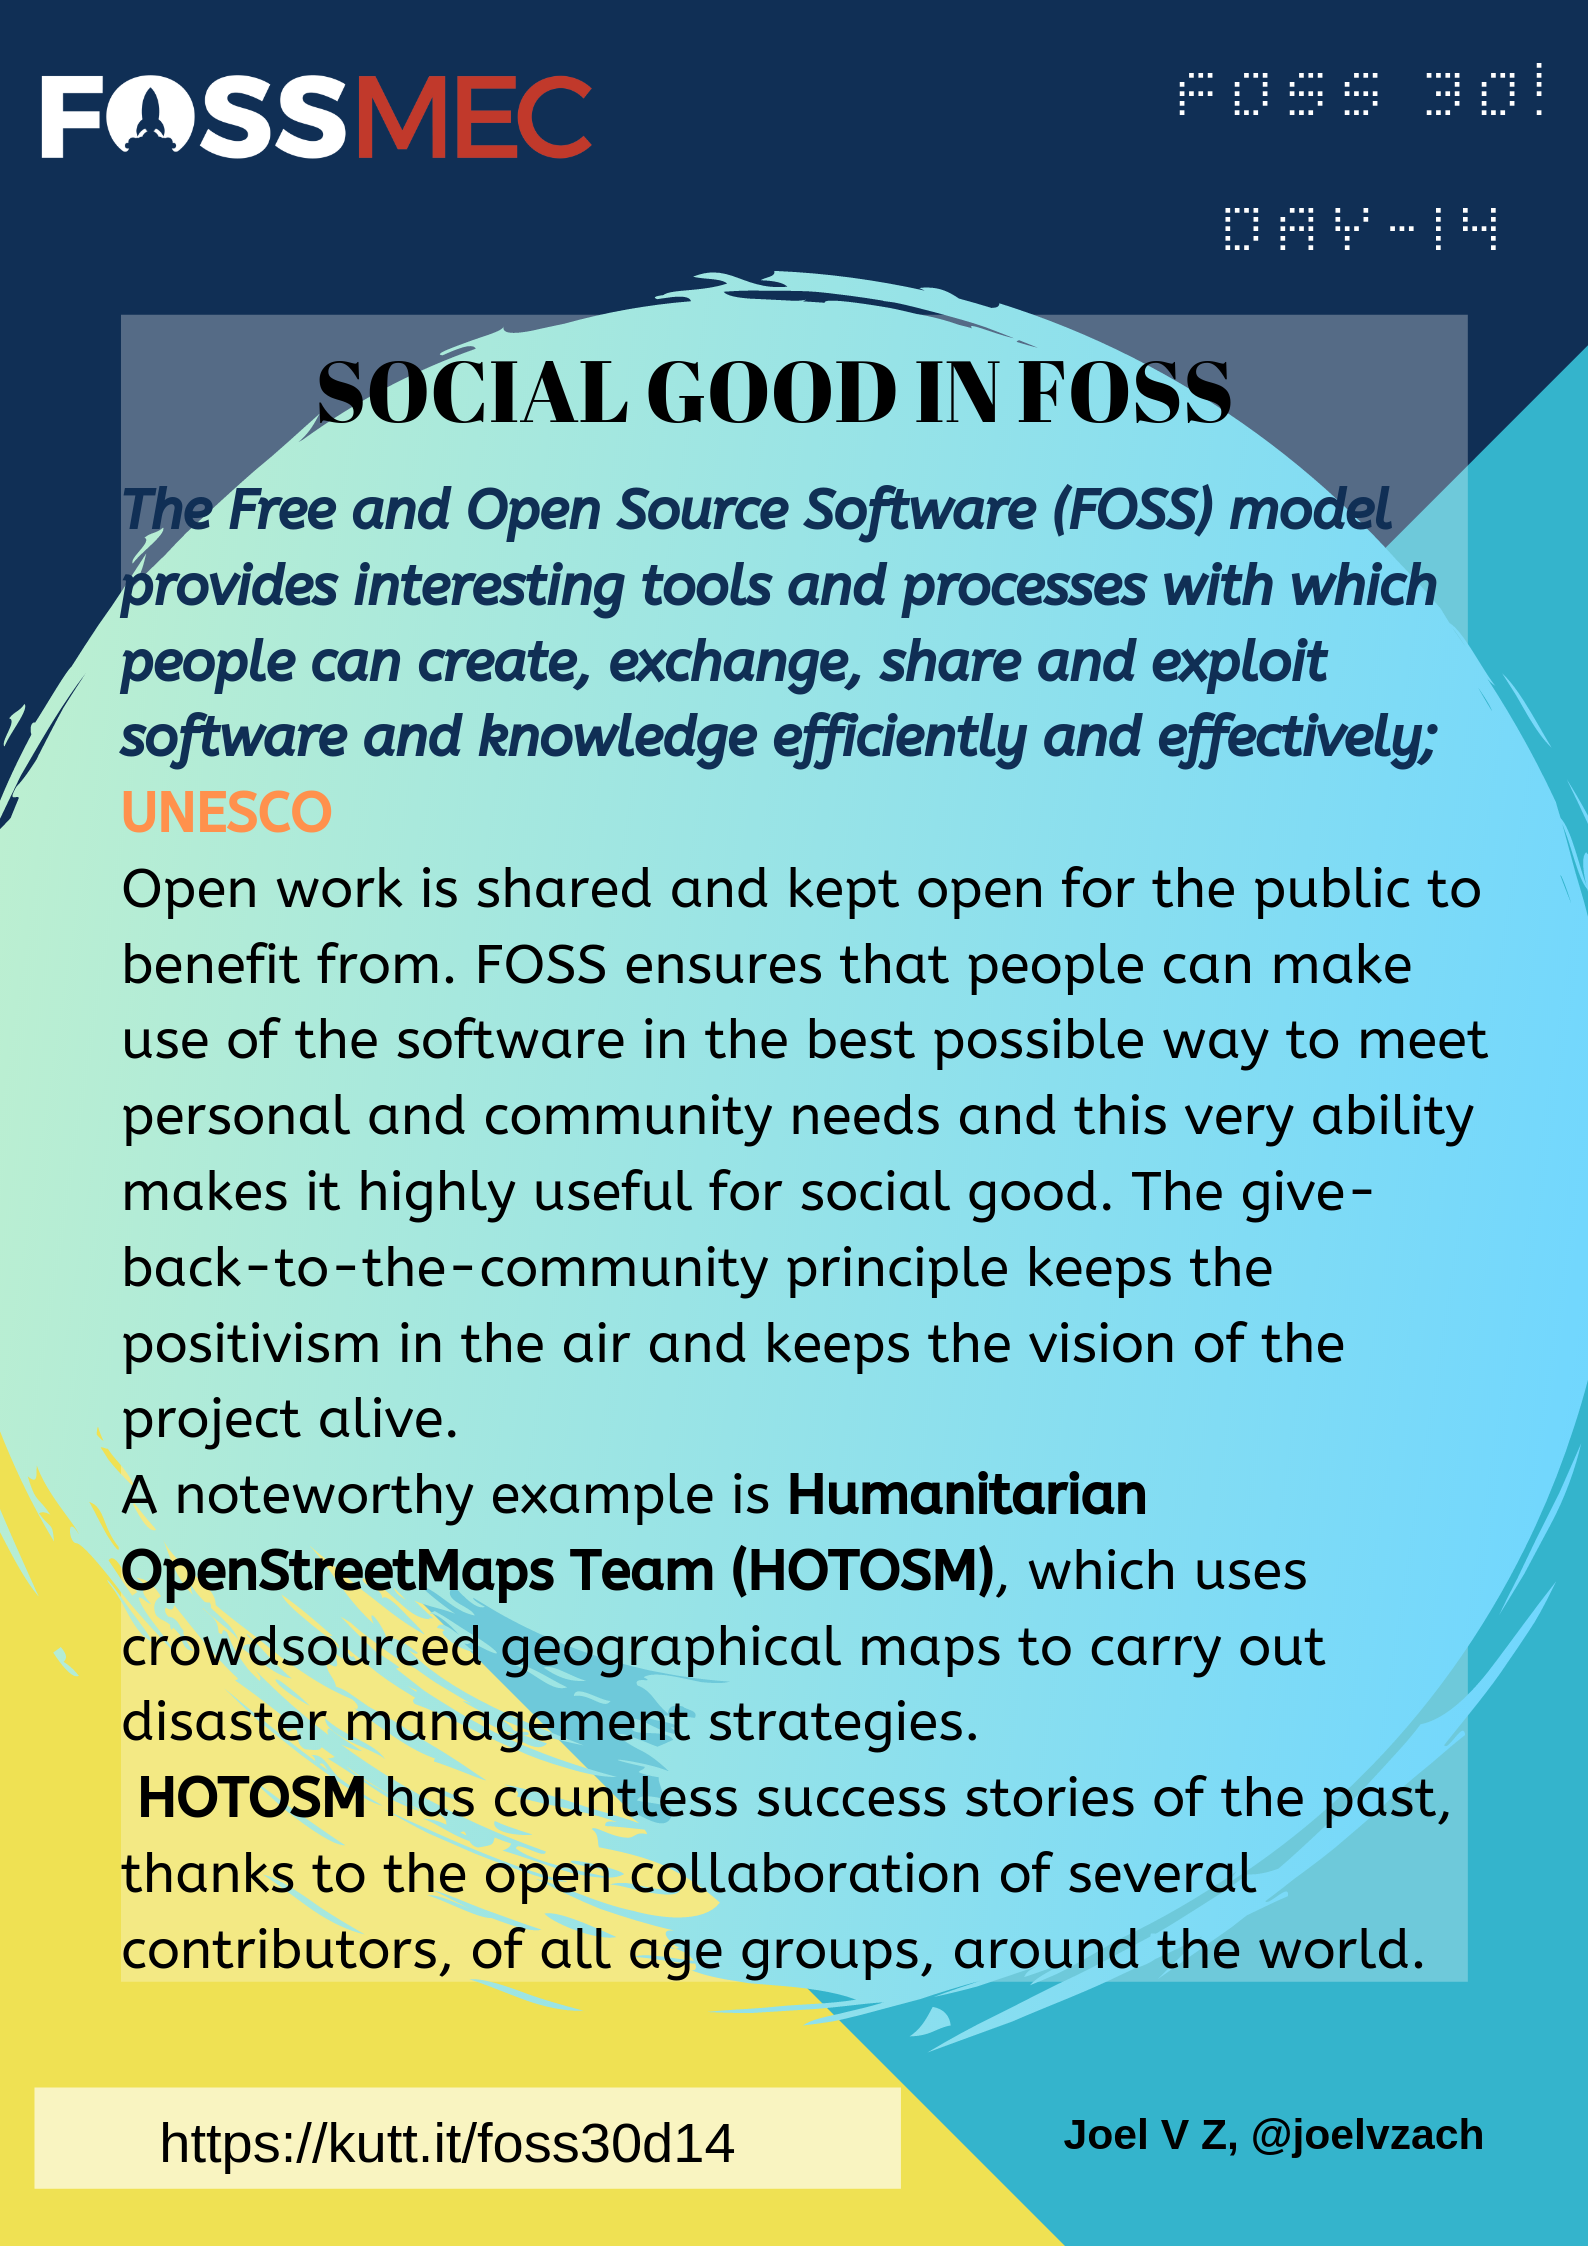 FOSSMEC
FOSS 30!
DAY-14
SOCIAL GOOD IN FOSS
The Free and Open Source Software (FOSS) model
provides interesting tools and processes with which
people can create, exchange, share and exploit
software and knowledge efficiently and effectively;
UNESCO
Open work is shared and kept open for the public to
benefit from. FOSS ensures that people can make
use of the software in the best possible way to meet
personal and community needs and this very ability
makes it highly useful for social good. The give-
back-to-the-community principle keeps the
positivism in the air and keeps the vision of the
project alive.
A noteworthy example is Humanitarian
OpenStreetMaps Team (HOTOSM), which uses
crowdsourced geographical maps to carry out
disaster management strategies.
HOTOSM has countless success stories of the past,
thanks to the open collaboration of several
contributors, of all age groups, around the world.
https://kutt.it/foss30d14
Joel V Z, @joelvzach